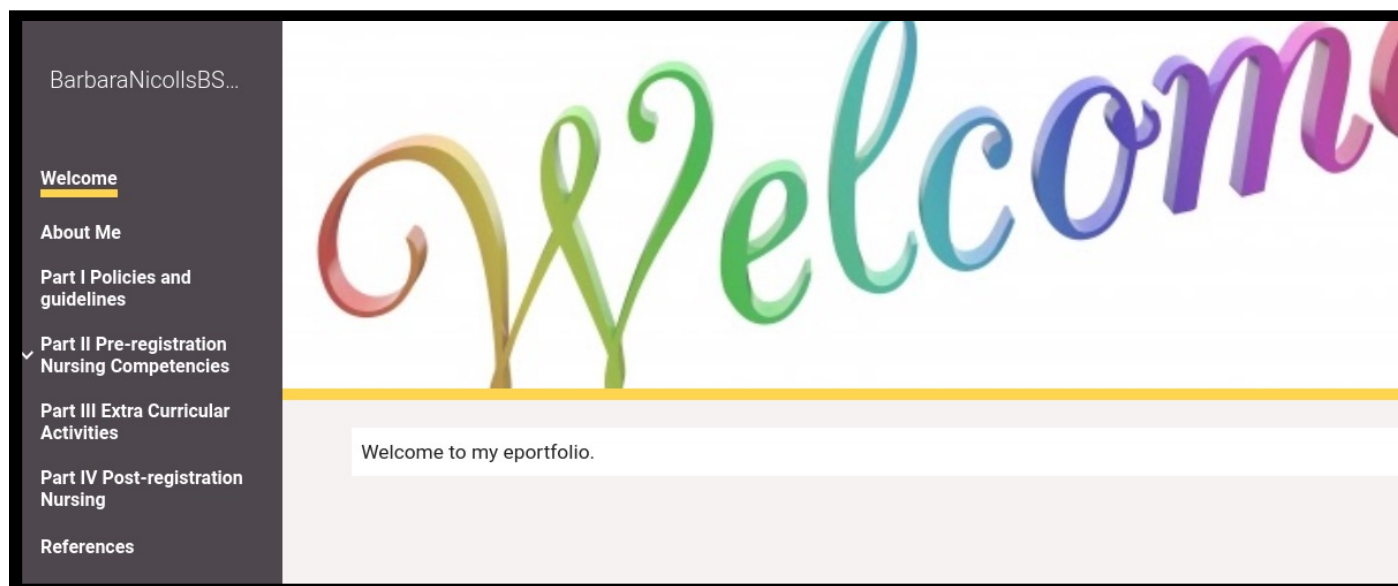 BarbaraNicollsBS...
Welcome
About Me
Part I Policies and
guidelines
Part II Pre-registration
Nursing Competencies
Part III Extra Curricular
Activities
Part IV Post-registration
Nursing
References
Welcome
Welcome to my eportfolio.